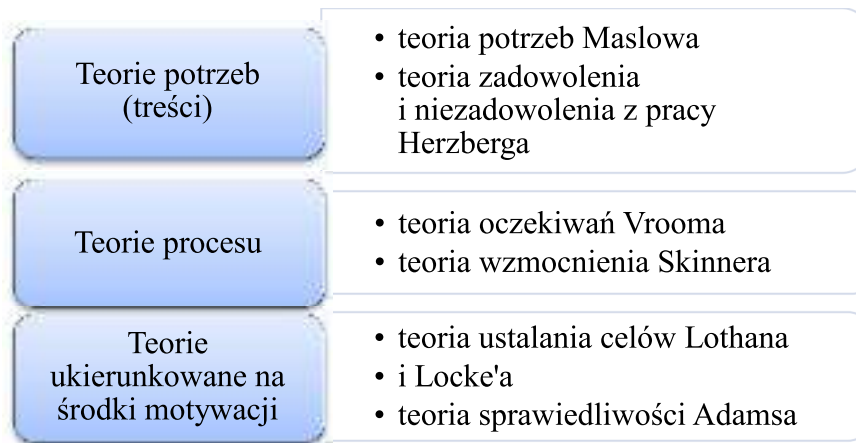 Teorie potrzeb
(treści)
• teoria potrzeb Maslowa
• teoria zadowolenia
i niezadowolenia z pracy
Herzberga
Teorie procesu
• teoria oczekiwań Vrooma
• teoria wzmocnienia Skinnera
Teorie
ukierunkowane na
środki motywacji
• teoria ustalania celów Lothana
• i Locke'a
• teoria sprawiedliwości Adamsa